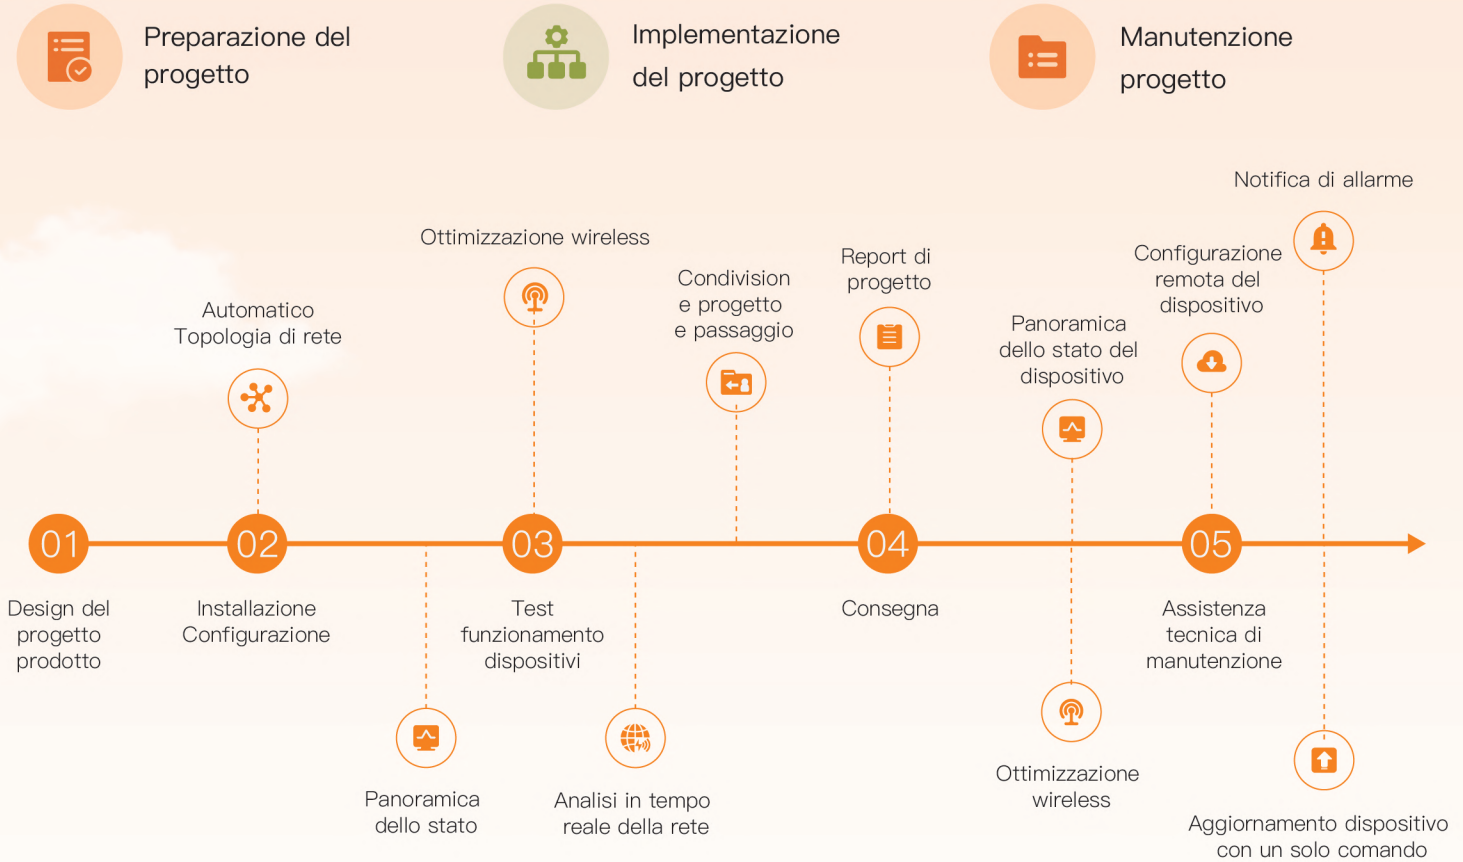 Preparazione del
progetto
Implementazione
del progetto
Manutenzione
progetto
Notifica di allarme
Ottimizzazione wireless
Configurazione
remota del
dispositivo
Report di
progetto
Condivision
e progetto
e passaggio
Automatico
Topologia di rete
Panoramica
dello stato del
dispositivo
01
02
03
04
05
Design del
progetto
prodotto
Installazione
Configurazione
Test
funzionamento
dispositivi
Consegna
Assistenza
tecnica di
manutenzione
Panoramica
dello stato
Analisi in tempo
reale della rete
Ottimizzazione
wireless
Aggiornamento dispositivo
con un solo comando